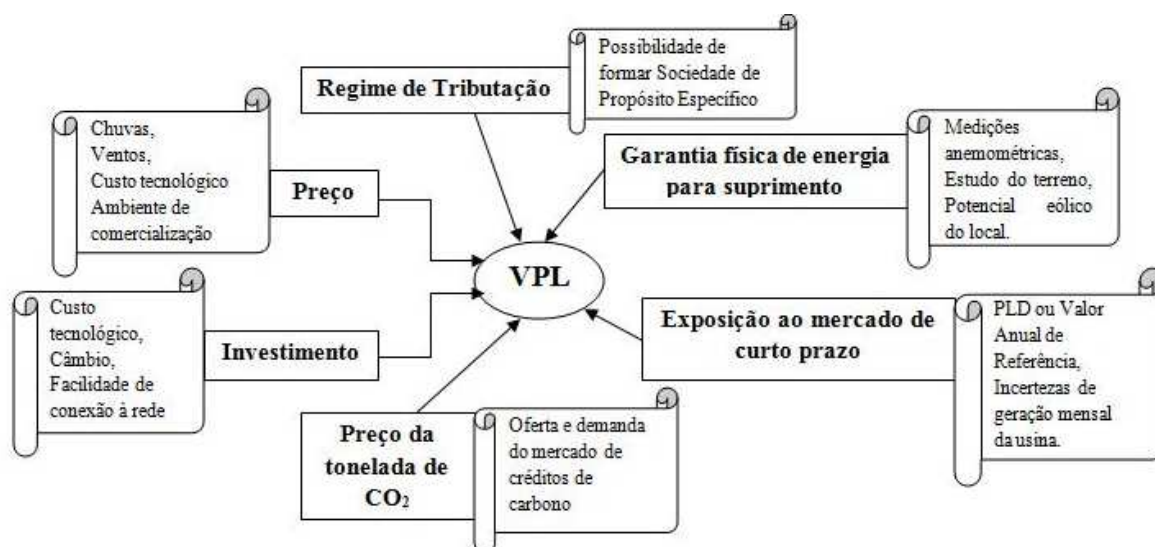 Regime de Tributação
Possibilidade de
formar Sociedade de
Propósito Específico
Chuvas,
Ventos,
Custo tecnológico
Ambiente de
comercialização
Preço
Garantia física de energia
para suprimento
Medições
anemométricas,
Estudo do terreno,
Potencial eólico
do local.
VPL
Custo
tecnológico,
Câmbio,
Facilidade de
conexão à rede
Investimento
Exposição ao mercado de
curto prazo
PLD ou Valor
Anual de
Referência,
Incertezas de
geração mensal
da usina.
Preço da
tonelada de
CO₂
Oferta e demanda
do mercado de
créditos de
carbono